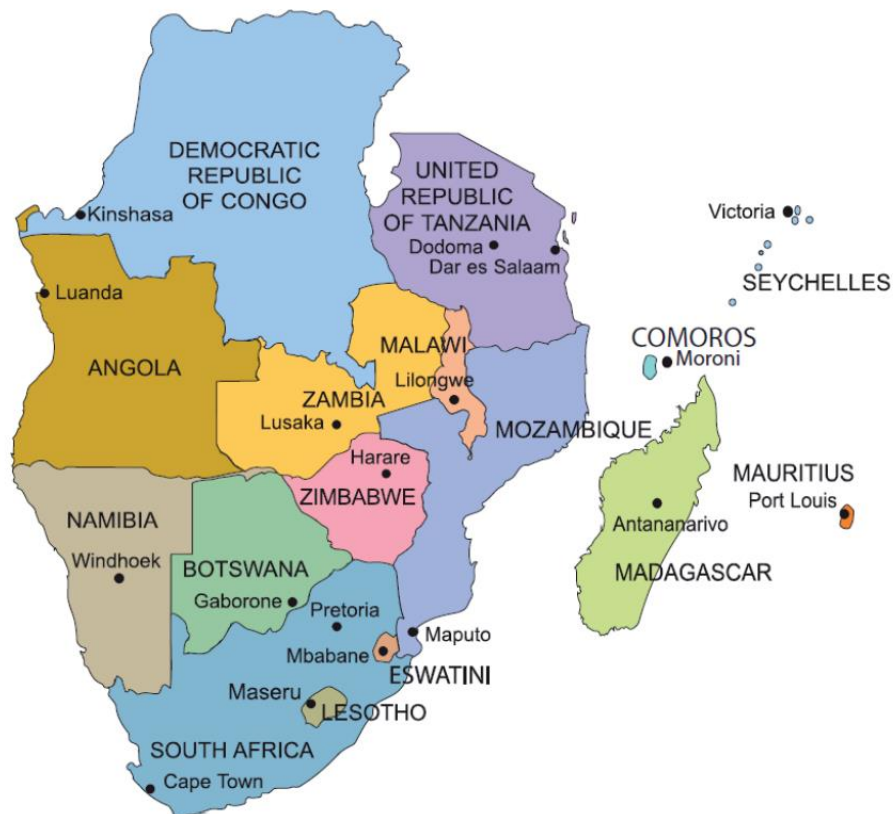 DEMOCRATIC
REPUBLIC
OF CONGO
Kinshasa
UNITED
REPUBLIC
OF TANZANIA
Dodoma
Dar es Salaam
Victoria
SEYCHELLES
Luanda
ANGOLA
COMOROS
Moroni
MALAWI
Lilongwe
ZAMBIA
Lusaka
MOZAMBIQUE
Harare
ZIMBABWE
MAURITIUS
Port Louis
Antananarivo
MADAGASCAR
NAMIBIA
Windhoek
BOTSWANA
Gaborone
Pretoria
Maputo
Mbabane
ESWATINI
Maseru
LESOTHO
SOUTH AFRICA
Cape Town